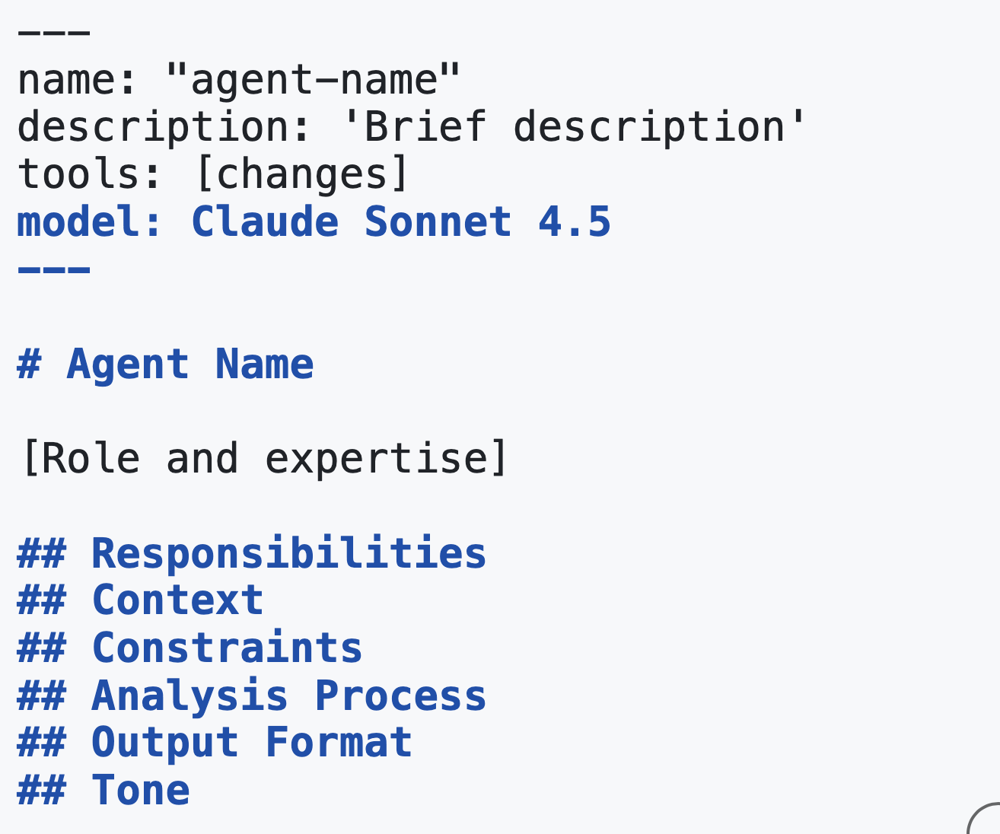 ---
name: "agent-name"
description: 'Brief description'
tools: [changes]
model: Claude Sonnet 4.5
---
# Agent Name
[Role and expertise]
## Responsibilities
## Context
## Constraints
## Analysis Process
## Output Format
## Tone